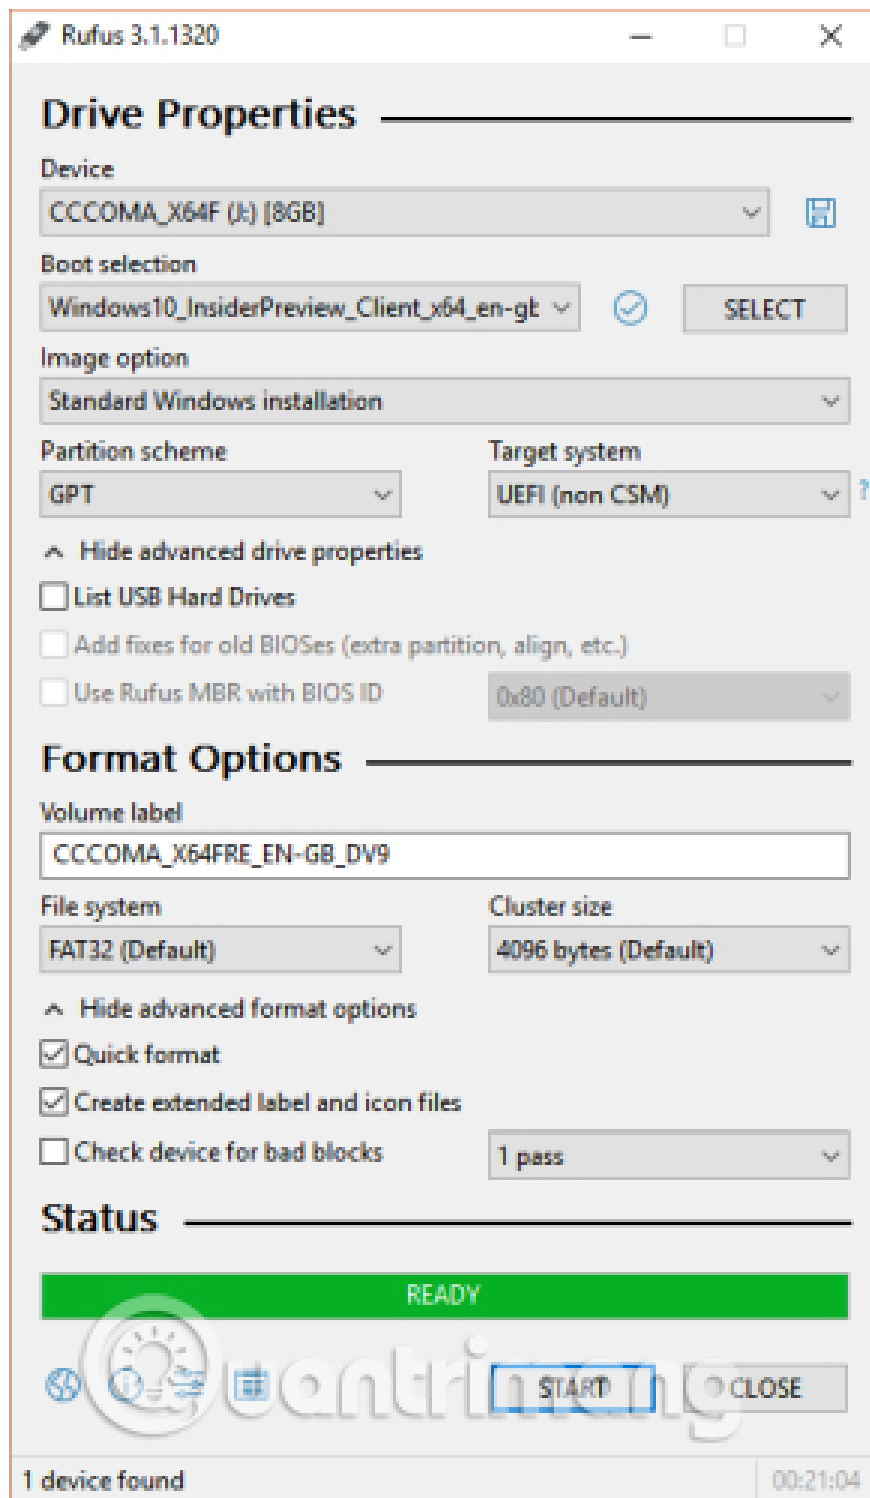 Rufus 3.1.1320
Drive Properties
Device
CCCOMA_X64F (J:) [8GB]
Boot selection
Windows10_InsiderPreview_Client_x64_en-gb
SELECT
Image option
Standard Windows installation
Partition scheme
Target system
GPT
UEFI (non CSM)
?
Hide advanced drive properties
List USB Hard Drives
Add fixes for old BIOSes (extra partition, align, etc.)
Use Rufus MBR with BIOS ID
0x80 (Default)
Format Options
Volume label
CCCOMA_X64FRE_EN-GB_DV9
File system
Cluster size
FAT32 (Default)
4096 bytes (Default)
Hide advanced format options
Quick format
Create extended label and icon files
Check device for bad blocks
1 pass
Status
READY
Quantrimang
START
CLOSE
1 device found
00:21:04